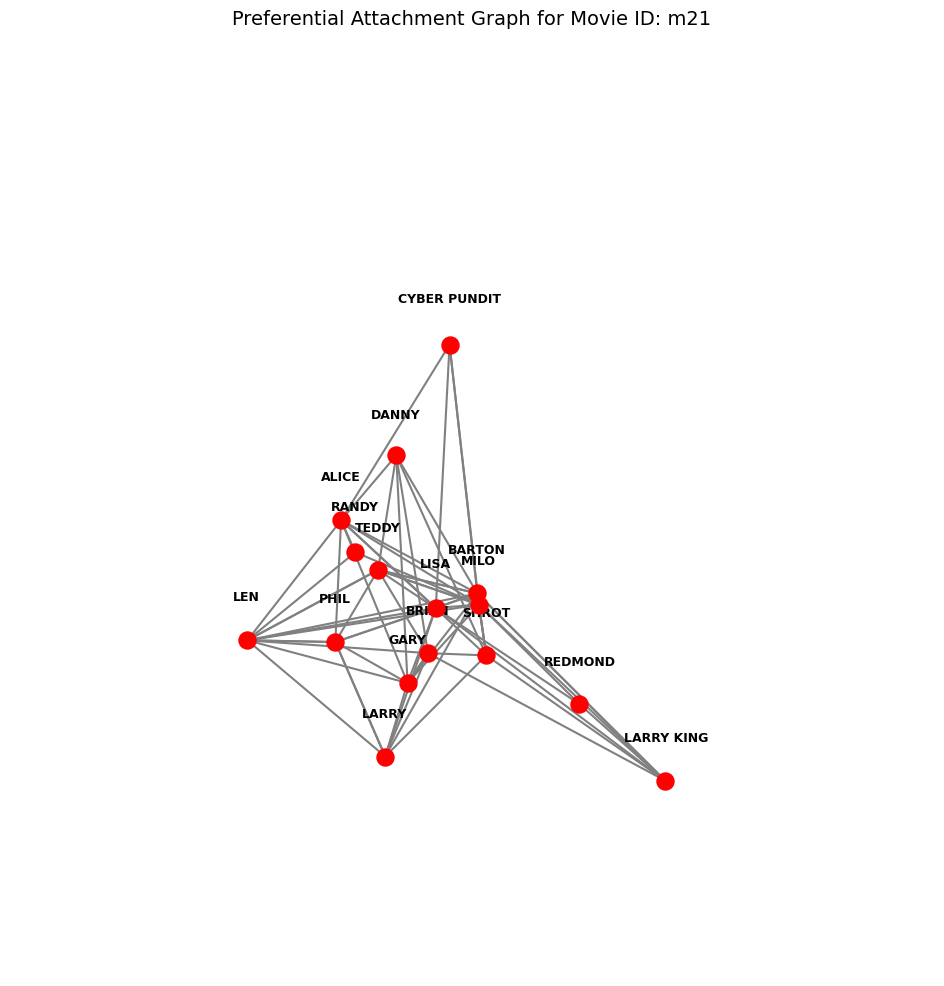 Preferential Attachment Graph for Movie ID: m21
CYBER PUNDIT
DANNY
ALICE
RANDY
TEDDY
BARTON
MILO
LISA
LEN
PHIL
BRIAN
SHROT
GARY
REDMOND
LARRY
LARRY KING